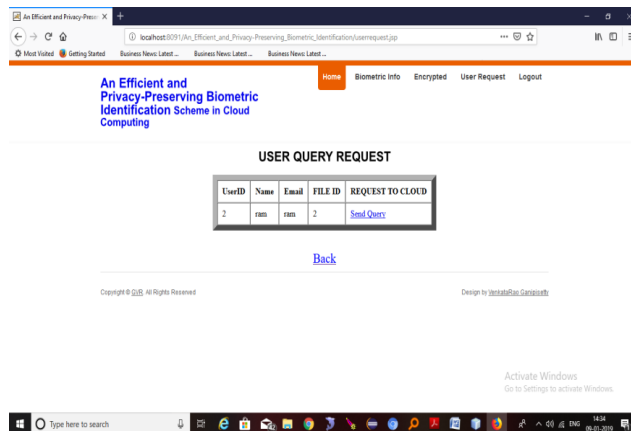 An Efficient and Privacy-Preser
localhost:8091/An_Efficient_and_Privacy-Preserving_Biometric_Identification/userrequest.jsp
Most Visited Getting Started Business News: Latest ... Business News: Latest ... Business News: Latest ...
An Efficient and
Privacy-Preserving Biometric
Identification Scheme in Cloud
Computing
Home Biometric Info Encrypted User Request Logout
USER QUERY REQUEST
UserID Name Email FILE ID REQUEST TO CLOUD
2 ram ram 2 Send Query
Back
Copyright © GVR. All Rights Reserved
Design by VenkataRao Ganipisetty
Activate Windows
Go to Settings to activate Windows.
Type here to search
ENG
14:34
09-01-2019